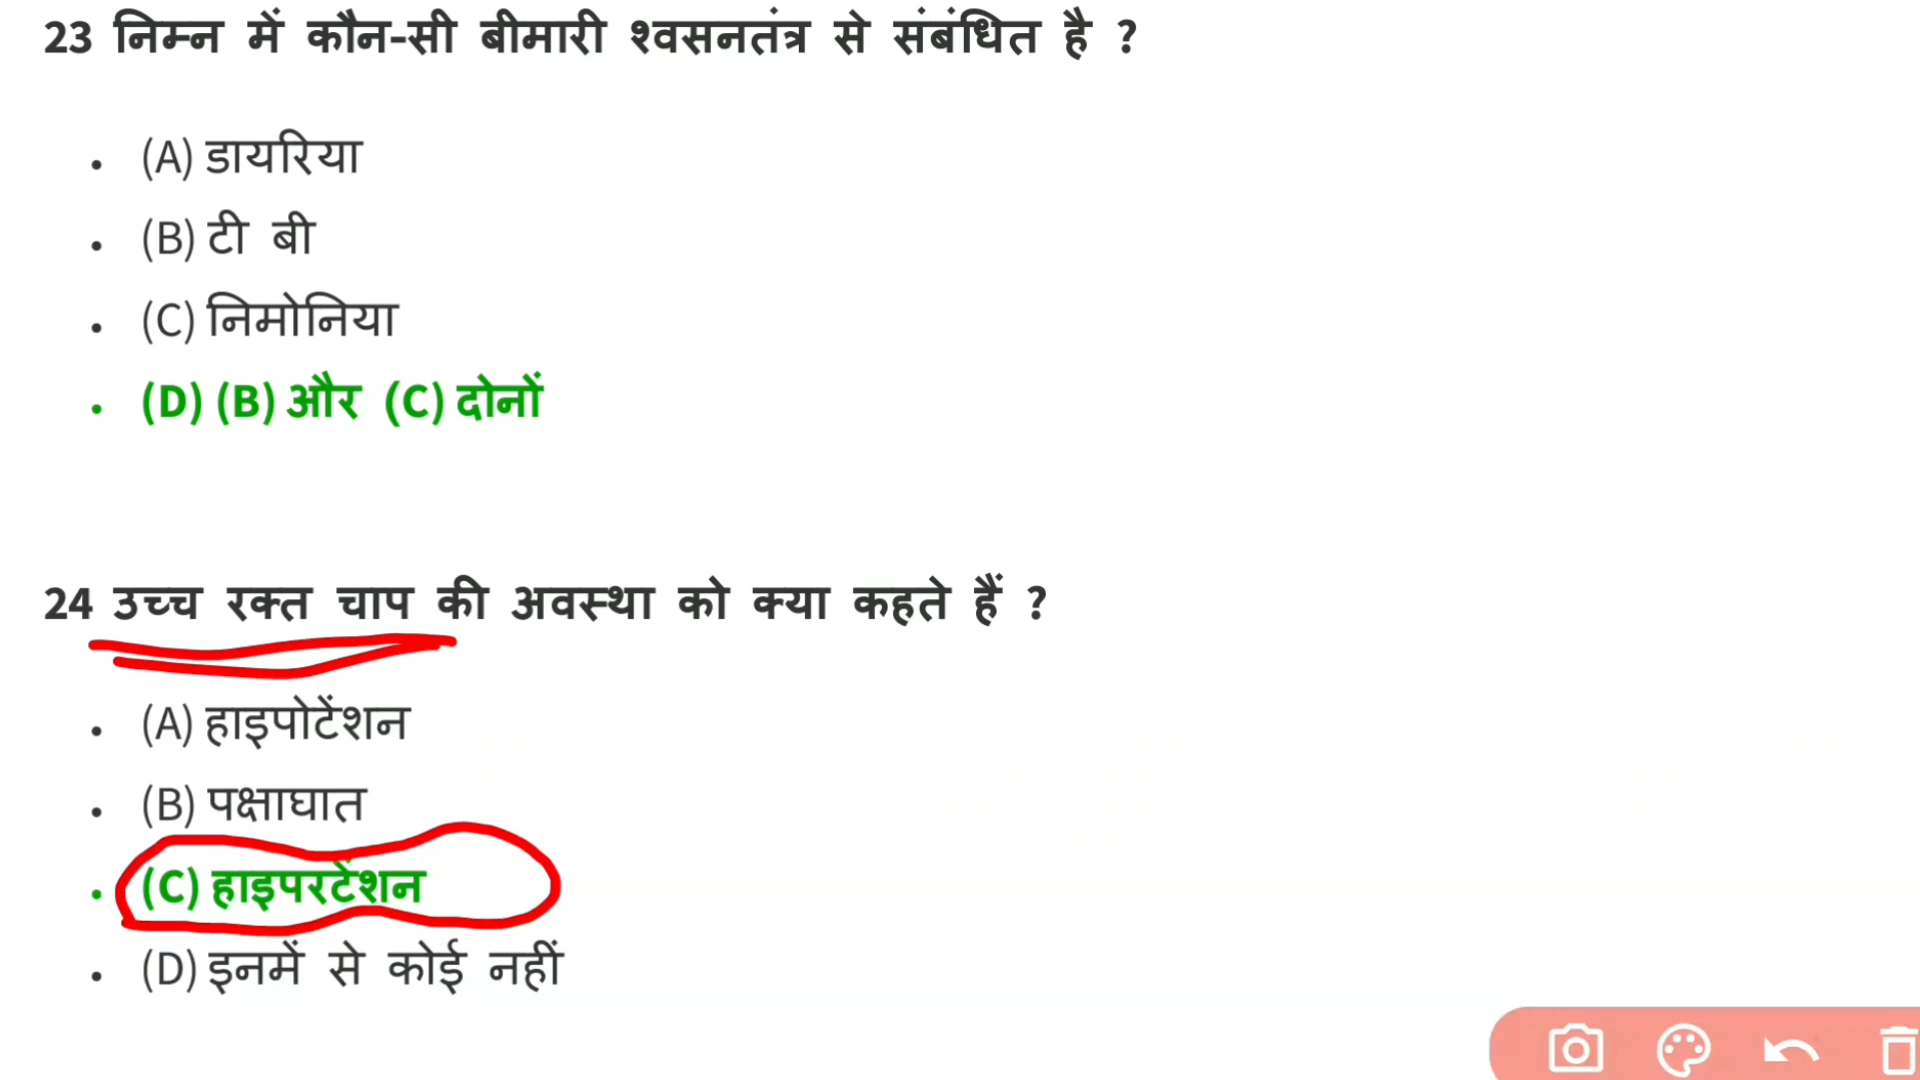 23 निम्न में कौन-सी बीमारी श्वसनतंत्र से संबंधित है ?
• (A) डायरिया
• (B) टी बी
• (C) निमोनिया
• (D) (B) और (C) दोनों
24 उच्च रक्त चाप की अवस्था को क्या कहते हैं ?
• (A) हाइपोटेंशन
• (B) पक्षाघात
• (C) हाइपरटेंशन
• (D) इनमें से कोई नहीं